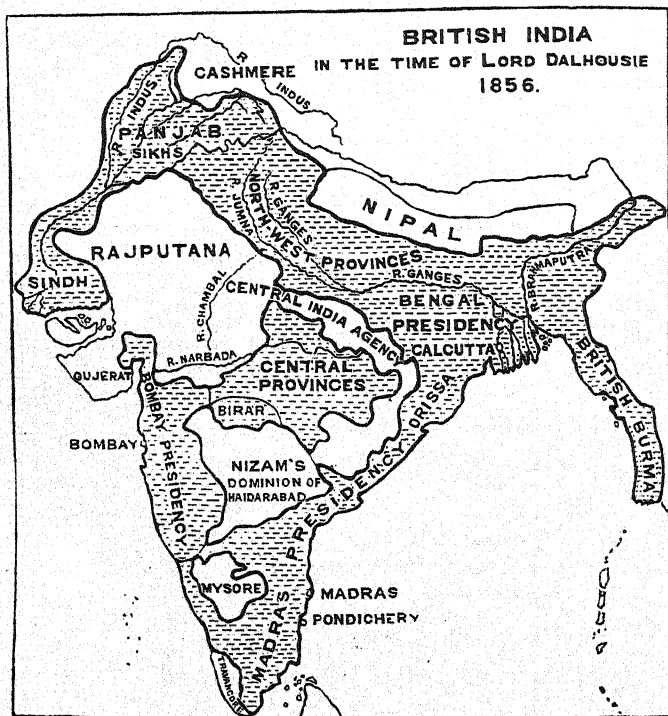 BRITISH INDIA
IN THE TIME OF LORD DALHOUSIE
1856.
CASHMERE
R. INDUS
R. INDUS
PANJAB
SIKHS
R. GANGES
R. JUMNA
NORTH-WEST PROVINCES
NIPAL
RAJPUTANA
R. CHAMBAL
SINDH
R. GANGES
R. BRAHMAPUTRA
CENTRAL INDIA AGENCY
BENGAL
PRESIDENCY
CALCUTTA
GUJERAT
R. NARBADA
CENTRAL
PROVINCES
BIRAR
ORISSA
BRITISH BURMA
BOMBAY
BOMBAY PRESIDENCY
NIZAM'S
DOMINION OF
HAIDARABAD
MYSORE
MADRAS PRESIDENCY
MADRAS
PONDICHERY
TRAVANCORE